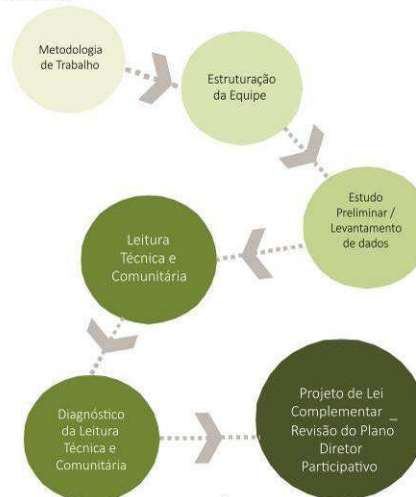 Metodologia
de Trabalho
Estruturação
da Equipe
Estudo
Preliminar /
Levantamento
de dados
Leitura
Técnica e
Comunitária
Diagnóstico
da Leitura
Técnica e
Comunitária
Projeto de Lei
Complementar _
Revisão do Plano
Diretor
Participativo